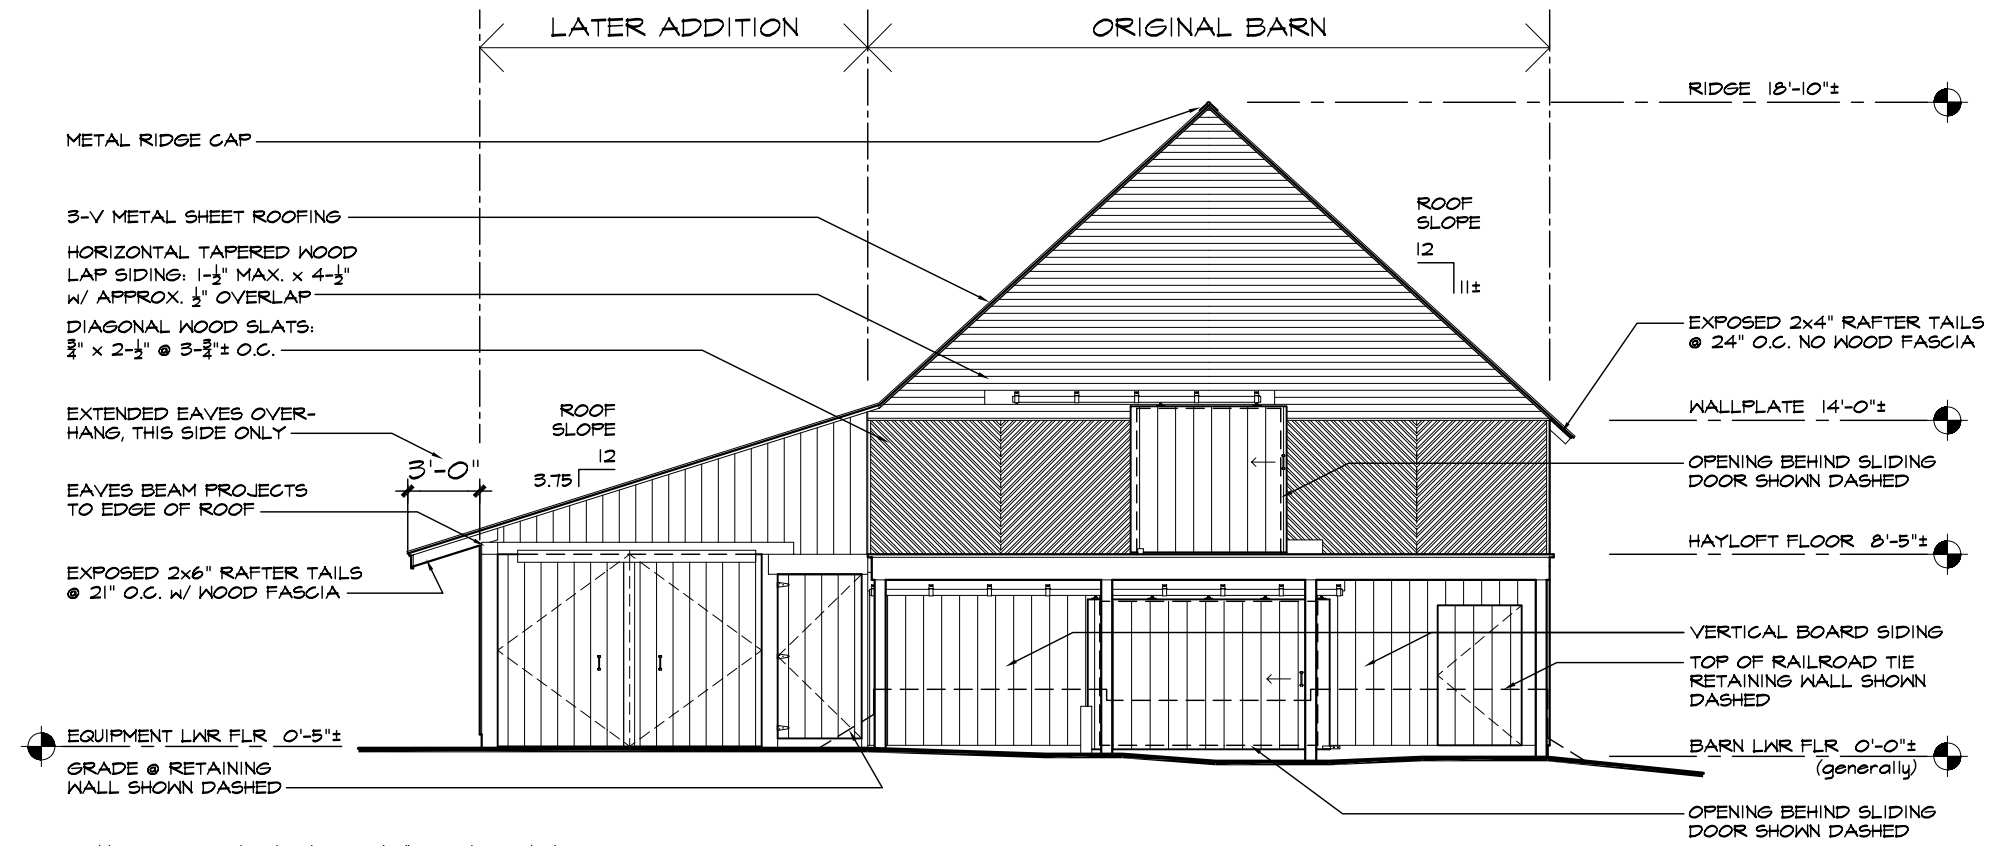 LATER ADDITION
ORIGINAL BARN
RIDGE 18'-10"±
METAL RIDGE CAP
3-V METAL SHEET ROOFING
HORIZONTAL TAPERED WOOD
LAP SIDING: 1-½" MAX. x 4-½"
w/ APPROX. ½" OVERLAP
DIAGONAL WOOD SLATS:
¾" x 2-½" @ 3-¾"± O.C.
EXTENDED EAVES OVER-
HANG, THIS SIDE ONLY
3'-0"
EAVES BEAM PROJECTS
TO EDGE OF ROOF
EXPOSED 2x6" RAFTER TAILS
@ 21" O.C. w/ WOOD FASCIA
EQUIPMENT LWR FLR 0'-5"±
GRADE @ RETAINING
WALL SHOWN DASHED
ROOF
SLOPE
12
3.75
ROOF
SLOPE
12
11±
EXPOSED 2x4" RAFTER TAILS
@ 24" O.C. NO WOOD FASCIA
WALLPLATE 14'-0"±
OPENING BEHIND SLIDING
DOOR SHOWN DASHED
HAYLOFT FLOOR 8'-5"±
VERTICAL BOARD SIDING
TOP OF RAILROAD TIE
RETAINING WALL SHOWN
DASHED
BARN LWR FLR 0'-0"±
(generally)
OPENING BEHIND SLIDING
DOOR SHOWN DASHED